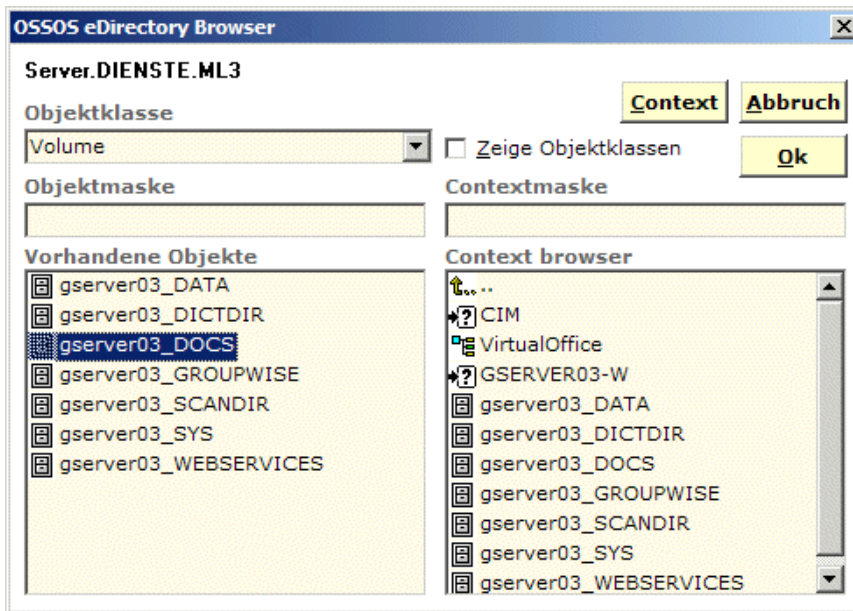 OSSOS eDirectory Browser
Server.DIENSTE.ML3
Context Abbruch
Objektklasse
Volume Zeige Objektklassen Ok
Objektmaske Contextmaske
Vorhandene Objekte Context browser
gserver03_DATA ..
gserver03_DICTDIR CIM
gserver03_DOCS VirtualOffice
gserver03_GROUPWISE GSERVER03-W
gserver03_SCANDIR gserver03_DATA
gserver03_SYS gserver03_DICTDIR
gserver03_WEBSERVICES gserver03_DOCS
gserver03_GROUPWISE
gserver03_SCANDIR
gserver03_SYS
gserver03_WEBSERVICES